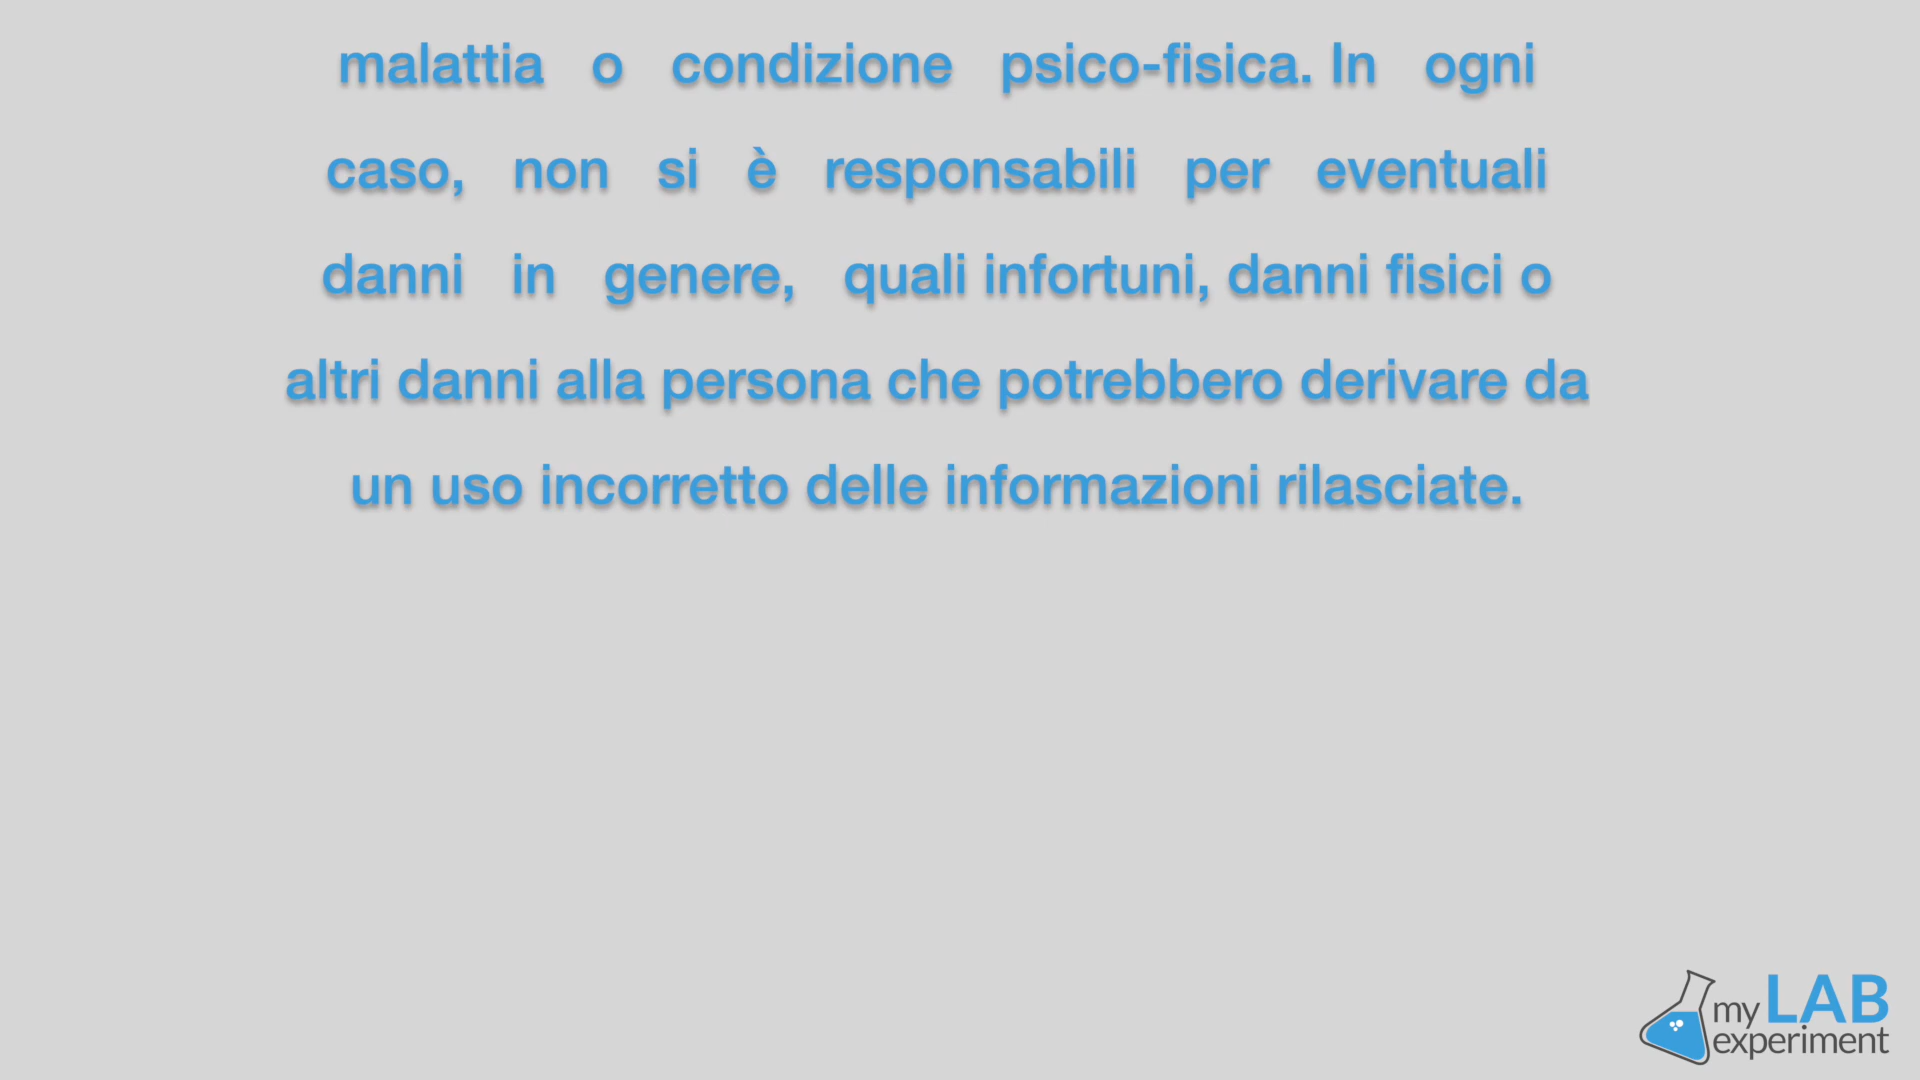 malattia o condizione psico-fisica. In ogni
caso, non si è responsabili per eventuali
danni in genere, quali infortuni, danni fisici o
altri danni alla persona che potrebbero derivare da
un uso incorretto delle informazioni rilasciate.
my LAB
experiment